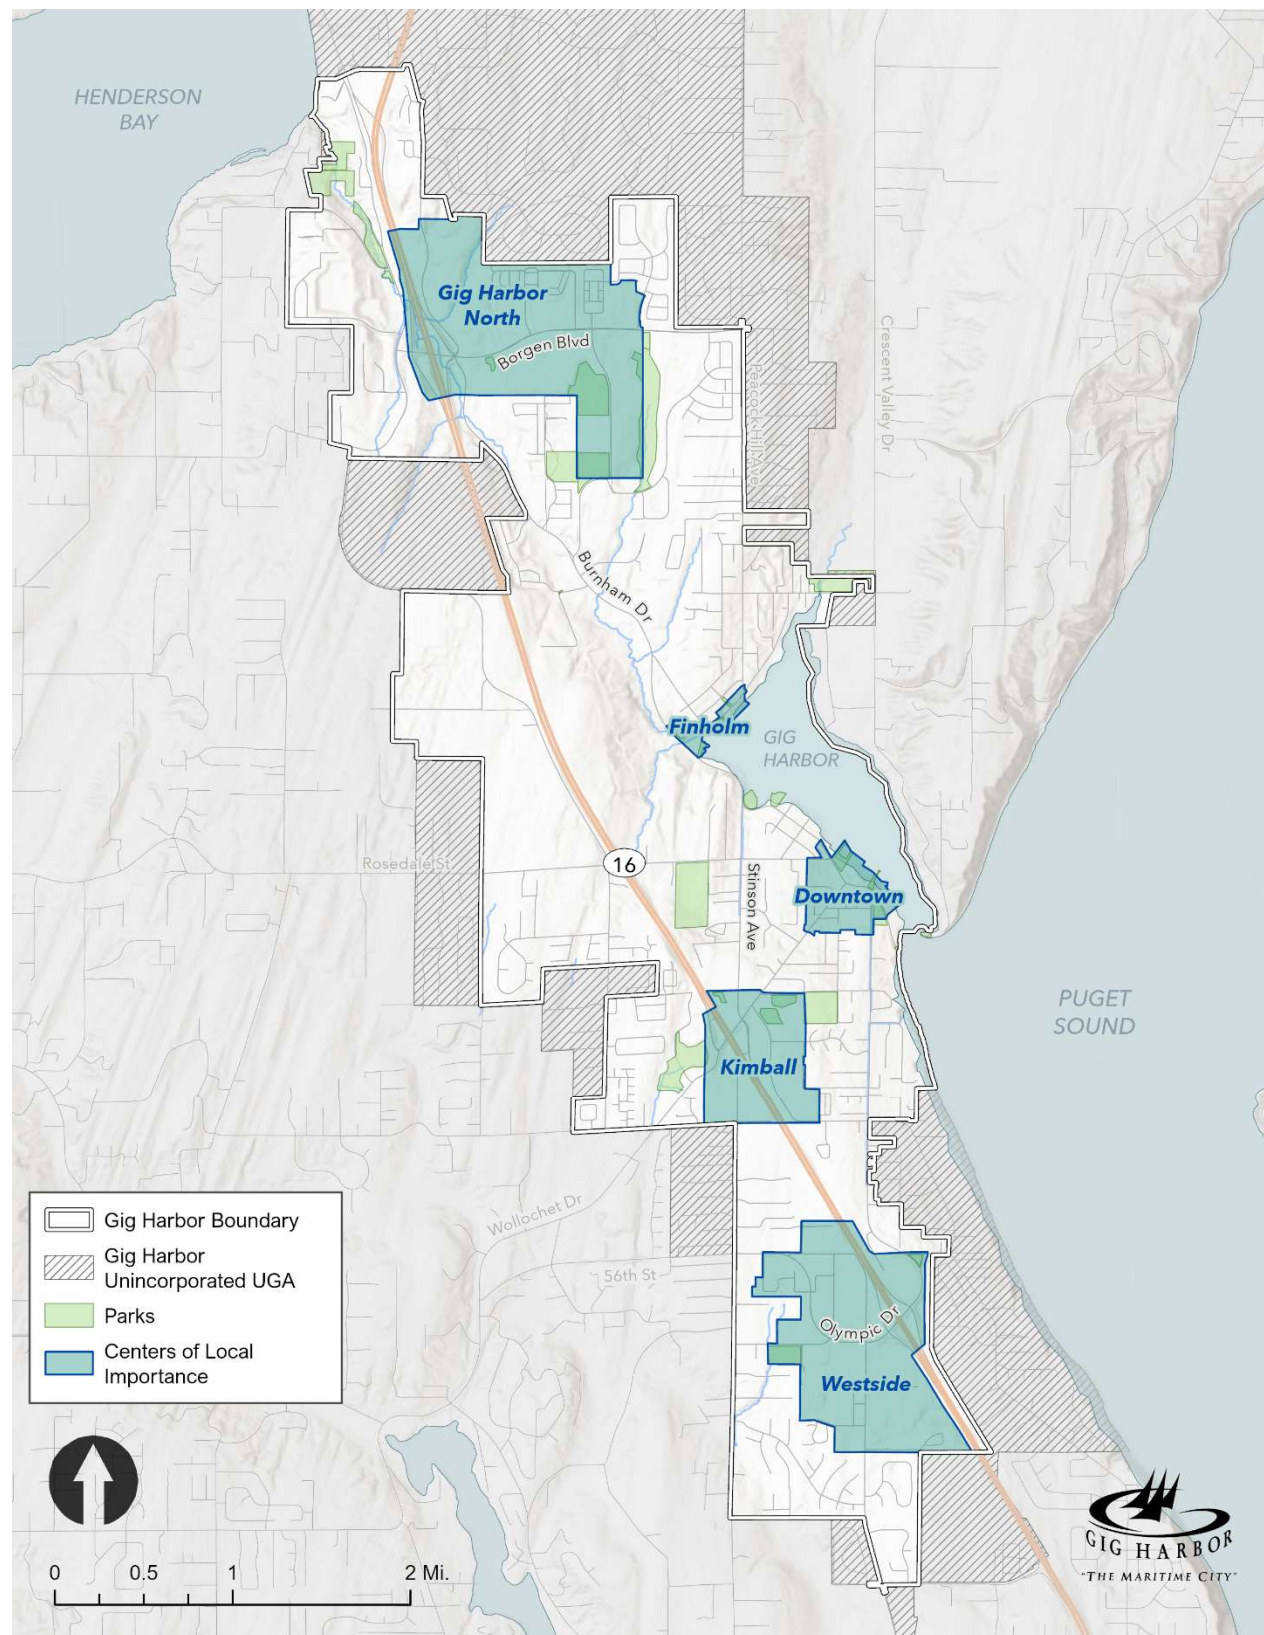 HENDERSON
BAY
Gig Harbor
North
Borgen Blvd
Peacock Hill Ave
Crescent Valley Dr
Burnham Dr
Finholm
GIG
HARBOR
Rosedale St
16
Stinson Ave
Downtown
PUGET
SOUND
Kimball
Wollochet Dr
56th St
Olympic Dr
Westside
Gig Harbor Boundary
Gig Harbor
Unincorporated UGA
Parks
Centers of Local
Importance
0 0.5 1 2 Mi.
GIG HARBOR
"THE MARITIME CITY"